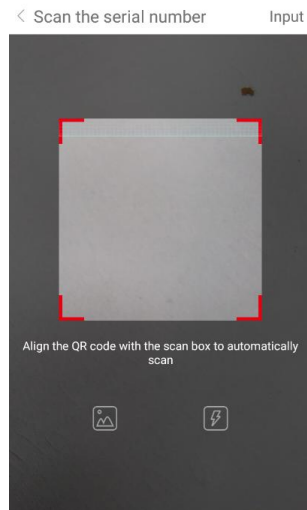 Scan the serial number
Input
Align the QR code with the scan box to automatically
scan